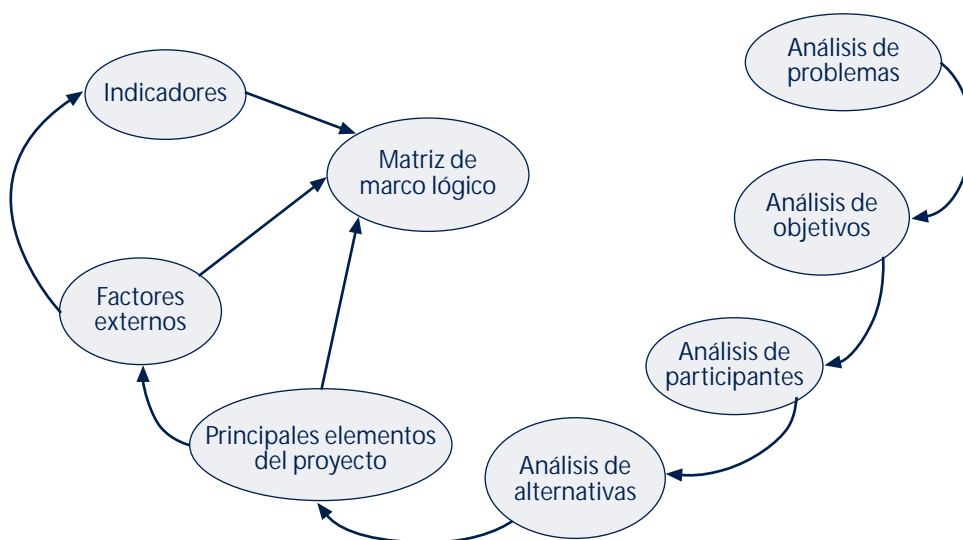 Análisis de
problemas
Indicadores
Matriz de
marco lógico
Análisis de
objetivos
Factores
externos
Análisis de
participantes
Principales elementos
del proyecto
Análisis de
alternativas